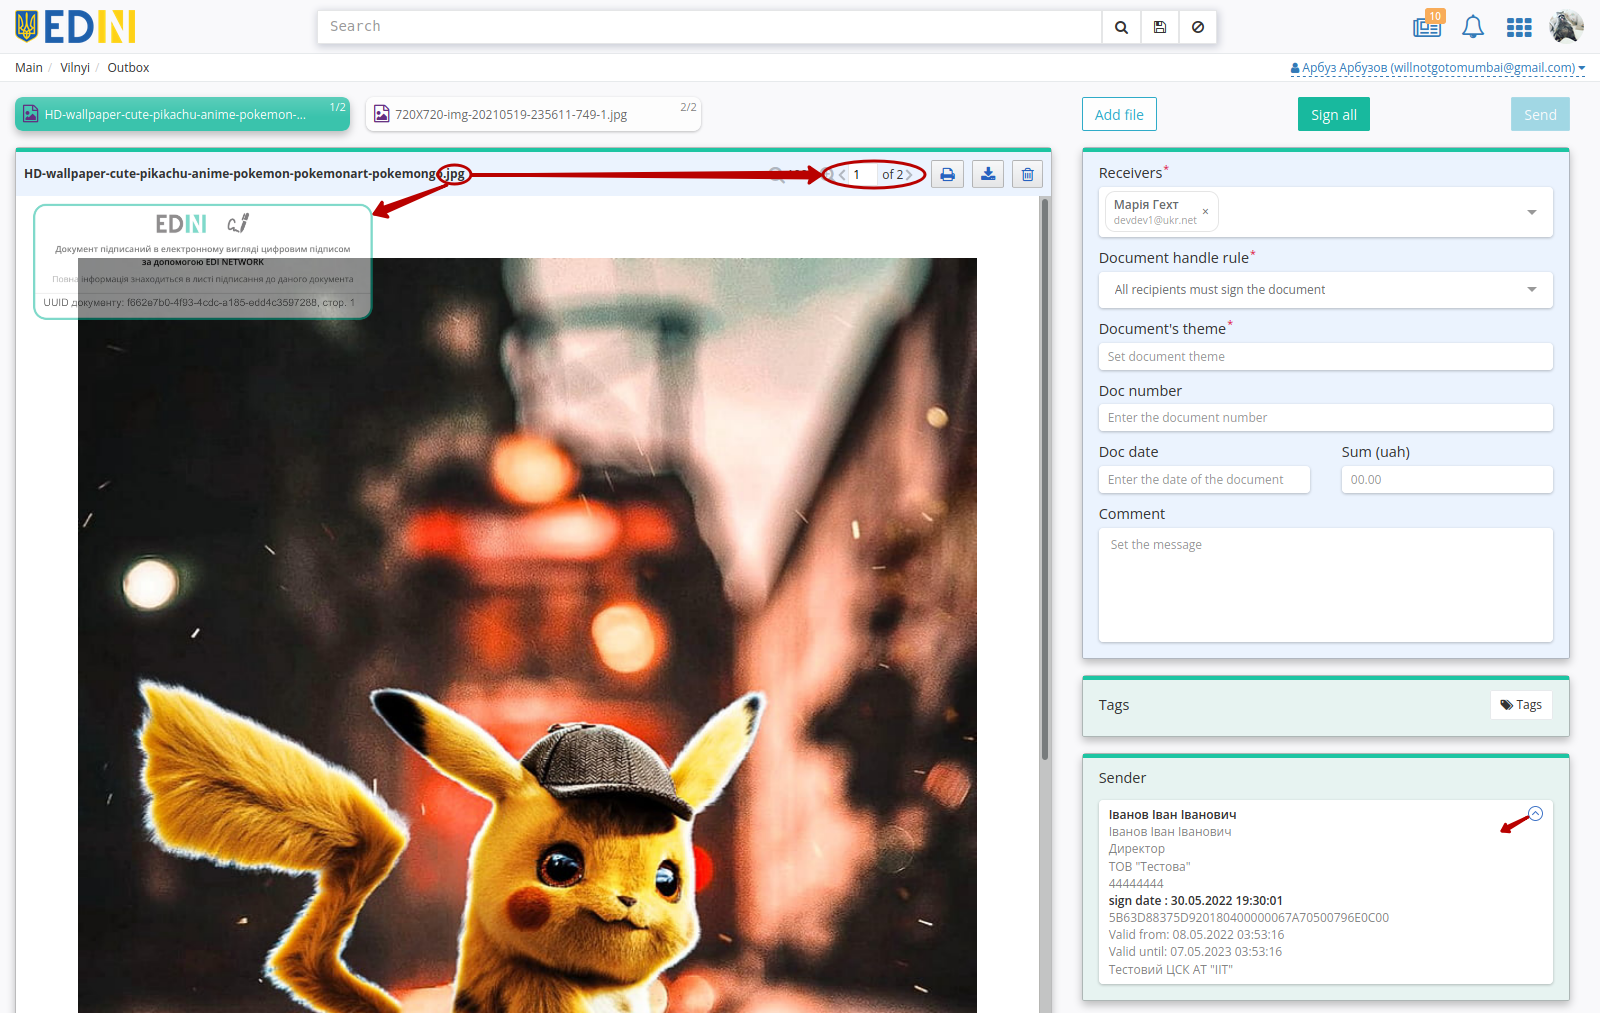 EDIN
Search
10
Main / Vilnyi / Outbox
Арбуз Арбузов (willnotgotomumbai@gmail.com)
HD-wallpaper-cute-pikachu-anime-pokemon-...
1/2
720X720-img-20210519-235611-749-1.jpg
2/2
Add file
Sign all
Send
HD-wallpaper-cute-pikachu-anime-pokemon-pokemonart-pokemongo.jpg
1 of 2
EDIN
Документ підписаний в електронному вигляді цифровим підписом
за допомогою EDI NETWORK
Повна інформація знаходиться в листі підписання до даного документа
UUID документу: f662e7b0-4f93-4cdc-a185-edd4c3597288, стор. 1
Receivers*
Марія Гехт
devdev1@ukr.net ×
Document handle rule*
All recipients must sign the document
Document's theme*
Set document theme
Doc number
Enter the document number
Doc date
Sum (uah)
Enter the date of the document
00.00
Comment
Set the message
Tags
Tags
Sender
Іванов Іван Іванович
Іванов Іван Іванович
Директор
ТОВ "Тестова"
44444444
sign date : 30.05.2022 19:30:01
5B63D88375D920180400000067A70500796E0C00
Valid from: 08.05.2022 03:53:16
Valid until: 07.05.2023 03:53:16
Тестовий ЦСК АТ "ІІТ"